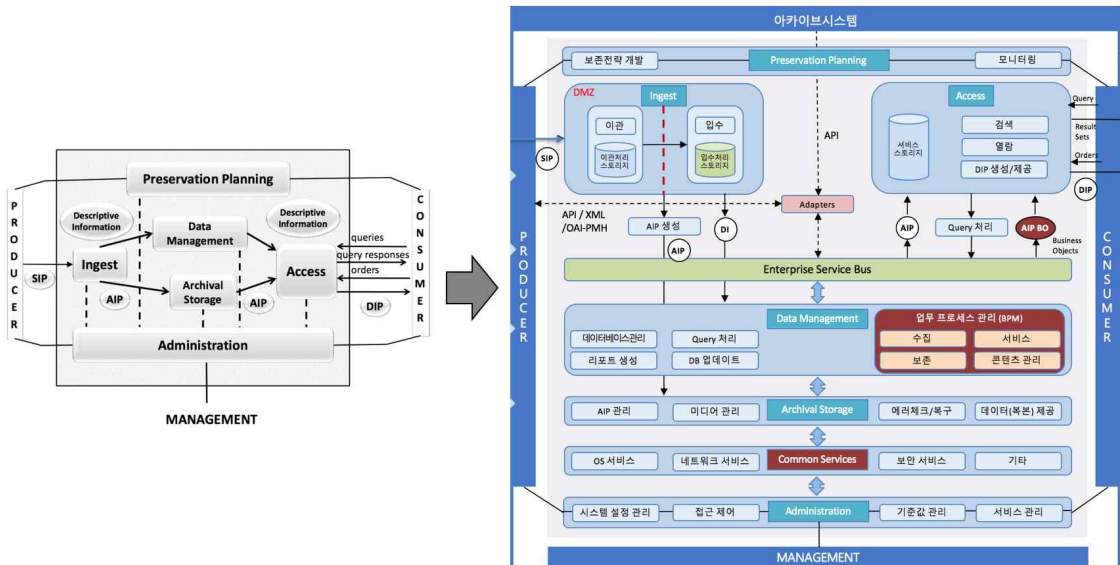 Preservation Planning
PRODUCER
CONSUMER
Descriptive
Information
Descriptive
Information
Data
Management
queries
Ingest
Access
query responses
SIP
orders
AIP
Archival
Storage
AIP
DIP
Administration
MANAGEMENT
아카이브시스템
보존전략 개발
Preservation Planning
모니터링
PRODUCER
CONSUMER
DMZ
Ingest
이관
입수
이관처리
스토리지
입수처리
스토리지
SIP
API
Access
서비스
스토리지
검색
열람
DIP 생성/제공
Query
Result
Sets
Orders
DIP
API / XML
/OAI-PMH
Adapters
AIP 생성
AIP
DI
AIP
Query 처리
AIP BO
Business
Objects
Enterprise Service Bus
Data Management
데이터베이스관리
Query 처리
리포트 생성
DB 업데이트
업무 프로세스 관리 (BPM)
수집
서비스
보존
콘텐츠 관리
AIP 관리
미디어 관리
Archival Storage
에러체크/복구
데이터(복본) 제공
OS 서비스
네트워크 서비스
Common Services
보안 서비스
기타
시스템 설정 관리
접근 제어
Administration
기준값 관리
서비스 관리
MANAGEMENT